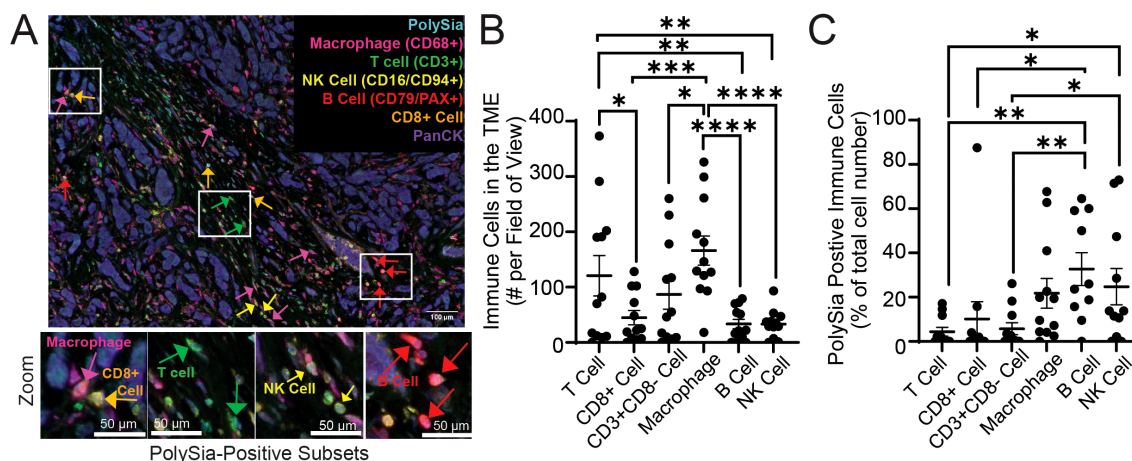 A
PolySia
Macrophage (CD68+)
T cell (CD3+)
NK Cell (CD16/CD94+)
B Cell (CD79/PAX+)
CD8+ Cell
PanCK
100 µm
Zoom
Macrophage
CD8+
Cell
50 µm
T cell
50 µm
NK Cell
50 µm
B Cell
50 µm
PolySia-Positive Subsets
B
Immune Cells in the TME
(# per Field of View)
400
300
200
100
0
**
**
***
*
*
****
****
T Cell
CD8+ Cell
CD3+CD8- Cell
Macrophage
B Cell
NK Cell
C
PolySia Postive Immune Cells
(% of total cell number)
100
80
60
40
20
0
*
*
*
**
**
T Cell
CD8+ Cell
CD3+CD8- Cell
Macrophage
B Cell
NK Cell